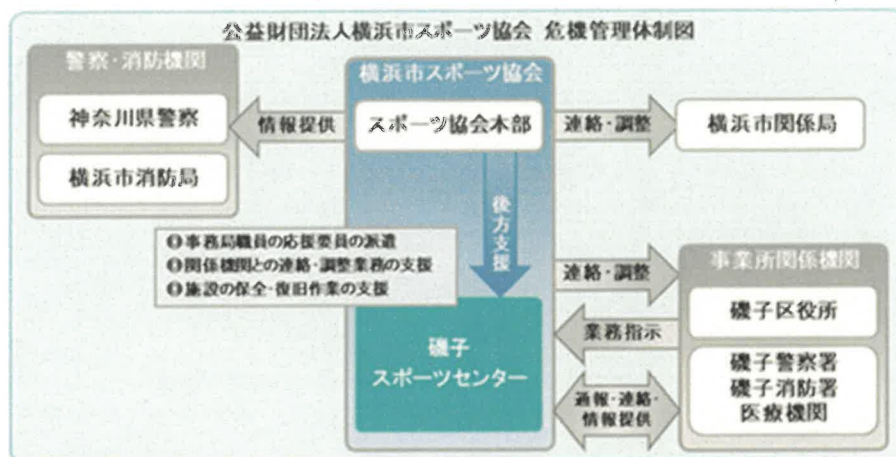 公益財団法人横浜市スポーツ協会 危機管理体制図
警察・消防機関
神奈川県警察
横浜市消防局
情報提供
横浜市スポーツ協会
スポーツ協会本部
連絡・調整
横浜市関係局
後方支援
❶事務局職員の応援要員の派遣
❷関係機関との連絡・調整業務の支援
❸施設の保全・復旧作業の支援
磯子
スポーツセンター
連絡・調整
業務指示
通報・連絡・
情報提供
事業所関係機関
磯子区役所
磯子警察署
磯子消防署
医療機関